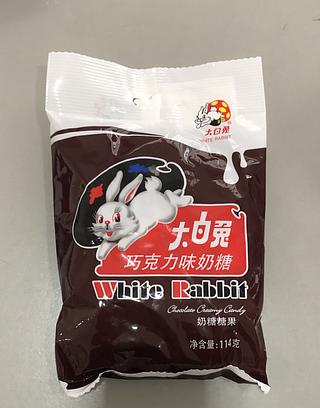 大白兔
WHITE RABBIT
大白兔
巧克力味奶糖
White Rabbit
Chocolate Creamy Candy
奶糖糖果
净含量:114克